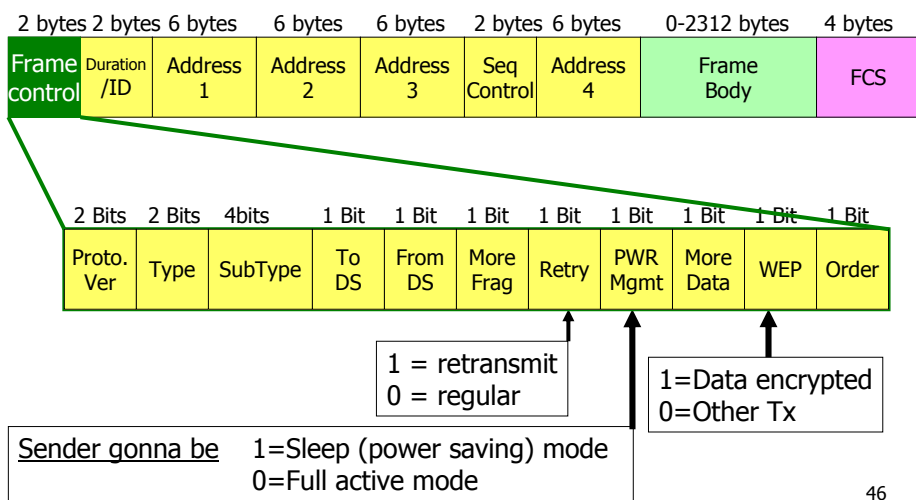 2 bytes 2 bytes 6 bytes 6 bytes 6 bytes 2 bytes 6 bytes 0-2312 bytes 4 bytes
Frame control
Duration /ID
Address 1
Address 2
Address 3
Seq Control
Address 4
Frame Body
FCS
2 Bits 2 Bits 4bits 1 Bit 1 Bit 1 Bit 1 Bit 1 Bit 1 Bit 1 Bit 1 Bit
Proto. Ver
Type
SubType
To DS
From DS
More Frag
Retry
PWR Mgmt
More Data
WEP
Order
1 = retransmit
0 = regular
1=Data encrypted
0=Other Tx
Sender gonna be 1=Sleep (power saving) mode
0=Full active mode
46